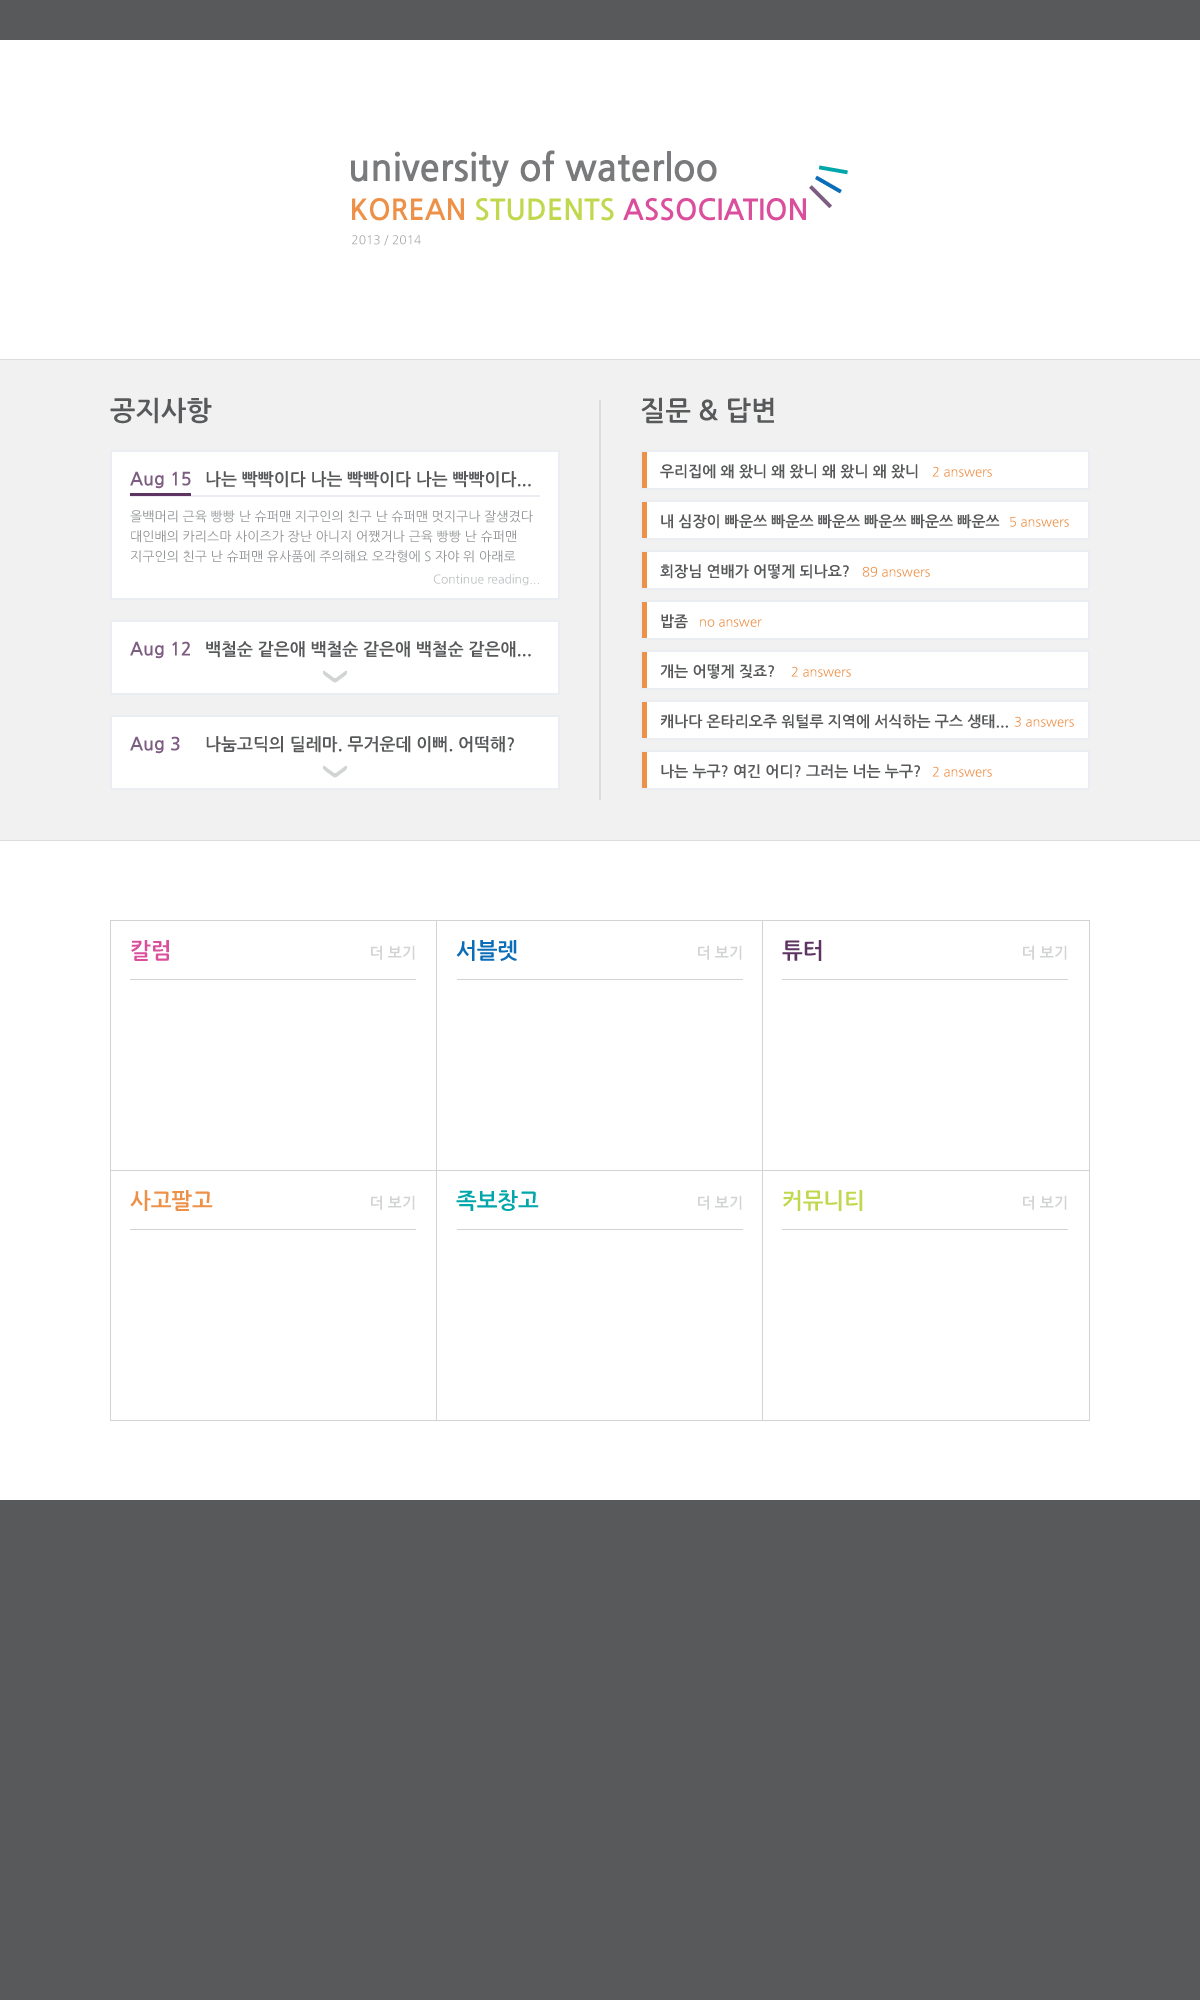 university of waterloo
KOREAN STUDENTS ASSOCIATION
2013 / 2014
공지사항
Aug 15 나는 빡빡이다 나는 빡빡이다 나는 빡빡이다...
올백머리 근육 빵빵 난 슈퍼맨 지구인의 친구 난 슈퍼맨 멋지구나 잘생겼다
대인배의 카리스마 사이즈가 장난 아니지 어쨌거나 근육 빵빵 난 슈퍼맨
지구인의 친구 난 슈퍼맨 유사품에 주의해요 오각형에 S 자야 위 아래로
Continue reading...
Aug 12 백철순 같은애 백철순 같은애 백철순 같은애...
Aug 3 나눔고딕의 딜레마. 무거운데 이뻐. 어떡해?
질문 & 답변
우리집에 왜 왔니 왜 왔니 왜 왔니 왜 왔니 2 answers
내 심장이 빠운쓰 빠운쓰 빠운쓰 빠운쓰 빠운쓰 빠운쓰 5 answers
회장님 연배가 어떻게 되나요? 89 answers
밥좀 no answer
개는 어떻게 짖죠? 2 answers
캐나다 온타리오주 워털루 지역에 서식하는 구스 생태... 3 answers
나는 누구? 여긴 어디? 그러는 너는 누구? 2 answers
칼럼 더 보기
서블렛 더 보기
튜터 더 보기
사고팔고 더 보기
족보창고 더 보기
커뮤니티 더 보기